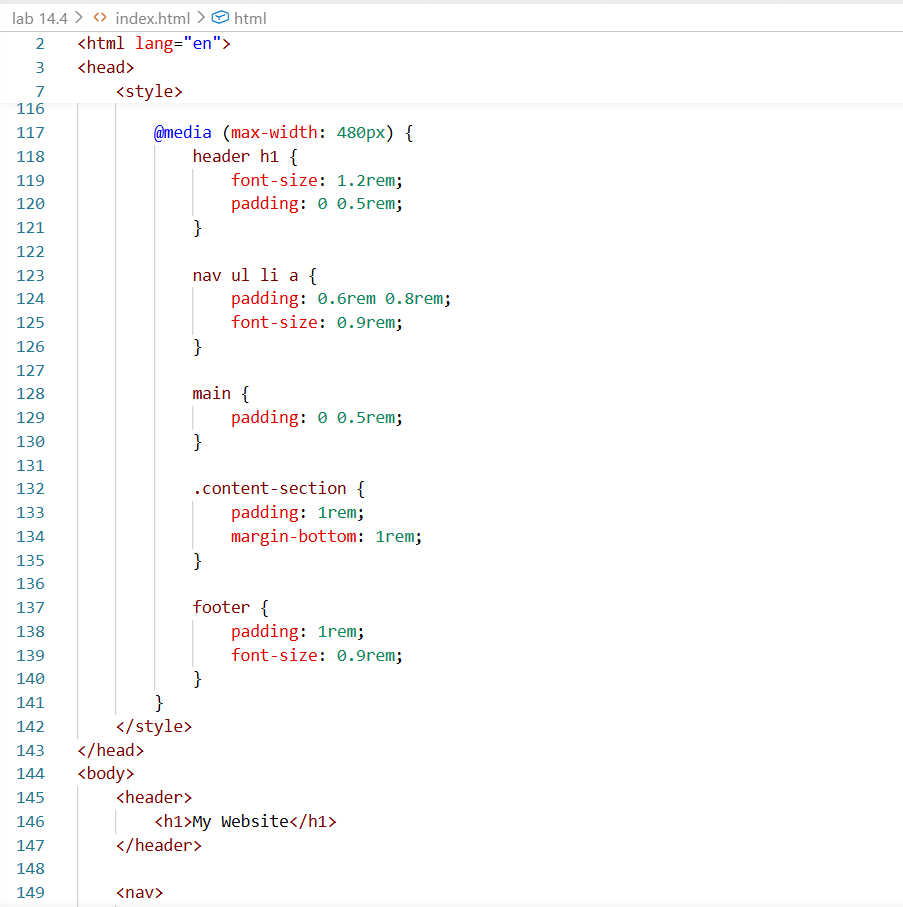 lab 14.4 > <> index.html > html
2 <html lang="en">
3 <head>
7 <style>
116
117 @media (max-width: 480px) {
118 header h1 {
119 font-size: 1.2rem;
120 padding: 0 0.5rem;
121 }
122
123 nav ul li a {
124 padding: 0.6rem 0.8rem;
125 font-size: 0.9rem;
126 }
127
128 main {
129 padding: 0 0.5rem;
130 }
131
132 .content-section {
133 padding: 1rem;
134 margin-bottom: 1rem;
135 }
136
137 footer {
138 padding: 1rem;
139 font-size: 0.9rem;
140 }
141 }
142 </style>
143 </head>
144 <body>
145 <header>
146 <h1>My Website</h1>
147 </header>
148
149 <nav>